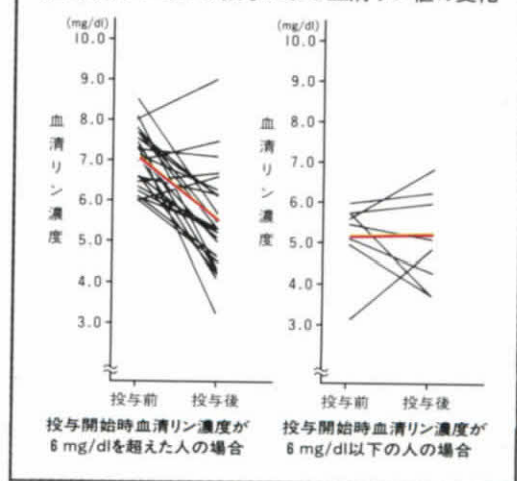 (mg/dl)
10.0
9.0
8.0
7.0
6.0
5.0
4.0
3.0
血清リン濃度
投与前
投与後
投与開始時血清リン濃度が
6 mg/dlを超えた人の場合
(mg/dl)
10.0
9.0
8.0
7.0
6.0
5.0
4.0
3.0
血清リン濃度
投与前
投与後
投与開始時血清リン濃度が
6 mg/dl以下の人の場合